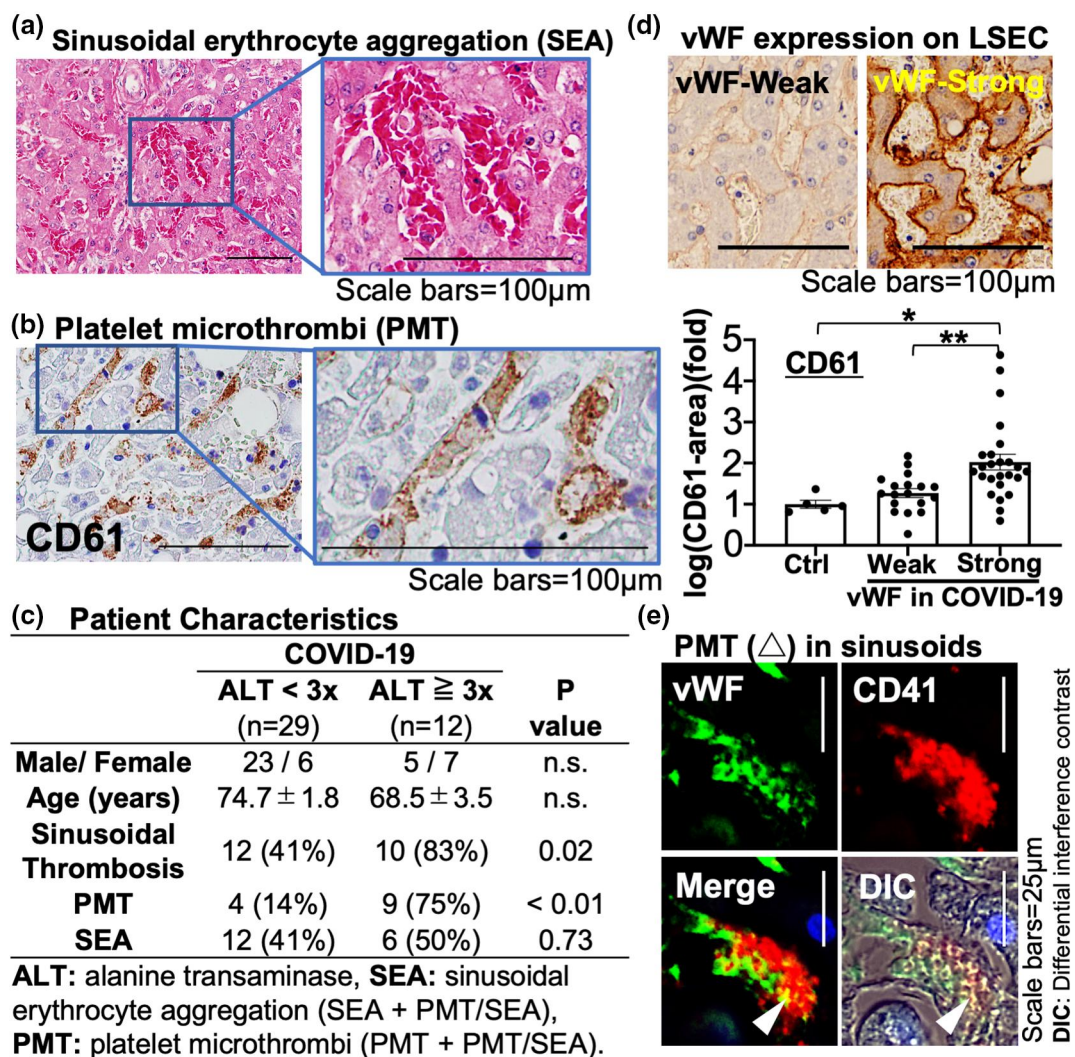 (a)
Sinusoidal erythrocyte aggregation (SEA)
Scale bars=100μm
(b) Platelet microthrombi (PMT)
CD61
Scale bars=100μm
(c) Patient Characteristics
COVID-19
ALT < 3x ALT ≧ 3x P
(n=29) (n=12) value
Male/ Female 23 / 6 5 / 7 n.s.
Age (years) 74.7 ± 1.8 68.5 ± 3.5 n.s.
Sinusoidal
Thrombosis 12 (41%) 10 (83%) 0.02
PMT 4 (14%) 9 (75%) < 0.01
SEA 12 (41%) 6 (50%) 0.73
ALT: alanine transaminase, SEA: sinusoidal
erythrocyte aggregation (SEA + PMT/SEA),
PMT: platelet microthrombi (PMT + PMT/SEA).
(d)
vWF expression on LSEC
vWF-Weak vWF-Strong
Scale bars=100μm
log(CD61-area)(fold)
5
4
3
2
1
0
CD61
*
**
Ctrl Weak Strong
vWF in COVID-19
(e)
PMT (△) in sinusoids
vWF CD41
Merge DIC
Scale bars=25μm
DIC: Differential interference contrast